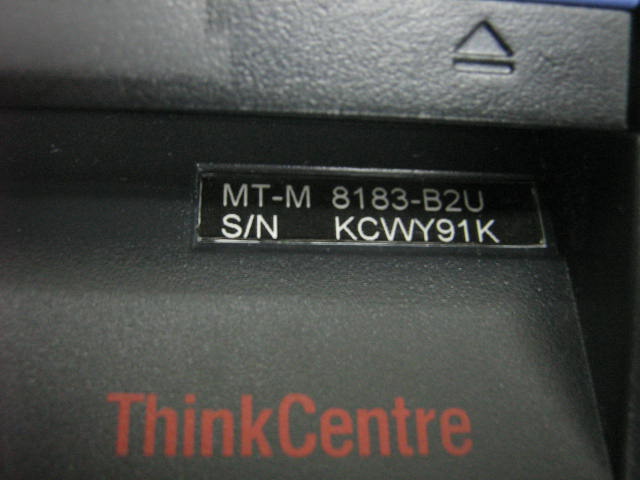 MT-M 8183-B2U
S/N KCWY91K
ThinkCentre